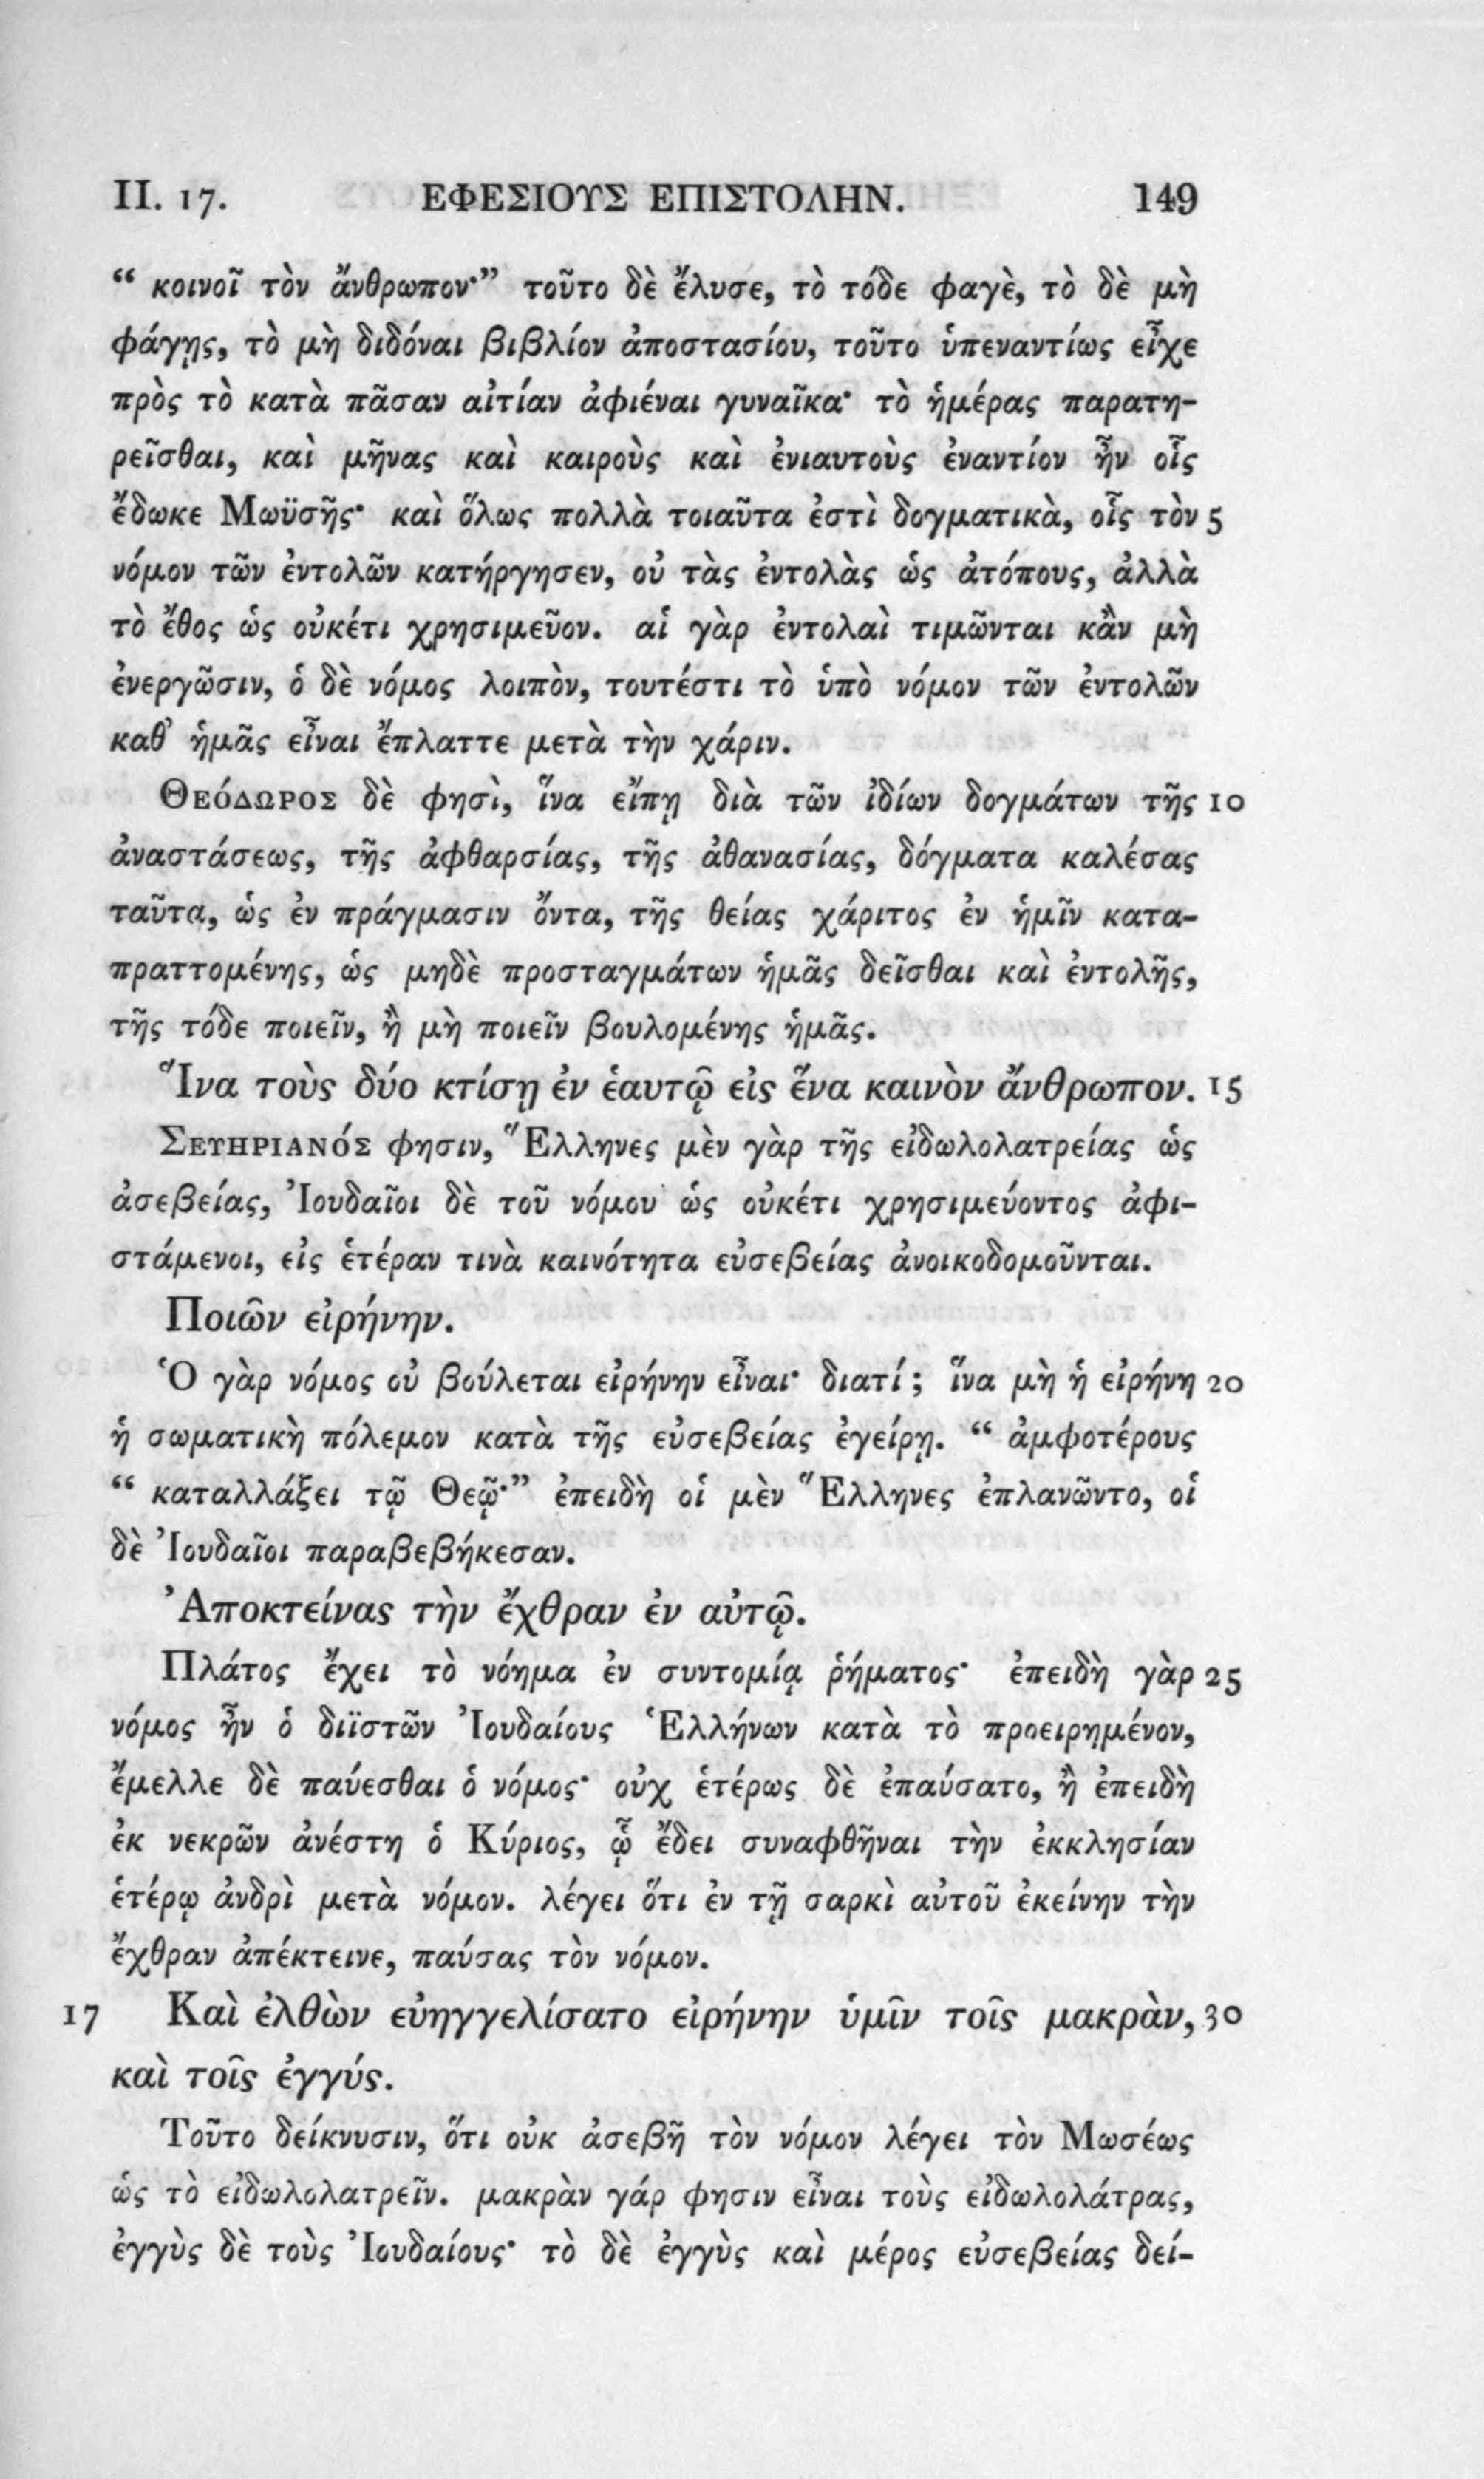 II. 17. ΕΦΕΣΙΟΥΣ ΕΠΙΣΤΟΛΗΝ. 149
“ κοινοῖ τὸν ἄνθρωπον·” τοῦτο δὲ ἔλυσε, τὸ τόδε φαγὲ, τὸ δὲ μὴ
φάγῃς, τὸ μὴ διδόναι βιβλίον ἀποστασίου, τοῦτο ὑπεναντίως εἶχε
πρὸς τὸ κατὰ πᾶσαν αἰτίαν ἀφιέναι γυναῖκα· τὸ ἡμέρας παρατη-
ρεῖσθαι, καὶ μῆνας καὶ καιροὺς καὶ ἐνιαυτοὺς ἐναντίον ἦν οἷς
ἔδωκε Μωϋσῆς· καὶ ὅλως πολλὰ τοιαῦτα ἐστὶ δογματικὰ, οἷς τὸν 5
νόμον τῶν ἐντολῶν κατήργησεν, οὐ τὰς ἐντολὰς ὡς ἀτόπους, ἀλλὰ
τὸ ἔθος ὡς οὐκέτι χρησιμεῦον. αἱ γὰρ ἐντολαὶ τιμῶνται κἂν μὴ
ἐνεργῶσιν, ὁ δὲ νόμος λοιπὸν, τουτέστι τὸ ὑπὸ νόμον τῶν ἐντολῶν
καθ’ ἡμᾶς εἶναι ἔπλαττε μετὰ τὴν χάριν.
ΘΕΌΔΩΡΟΣ δὲ φησὶ, ἵνα εἴπῃ διὰ τῶν ἰδίων δογμάτων τῆς 10
ἀναστάσεως, τῆς ἀφθαρσίας, τῆς ἀθανασίας, δόγματα καλέσας
ταῦτα, ὡς ἐν πράγμασιν ὄντα, τῆς θείας χάριτος ἐν ἡμῖν κατα-
πραττομένης, ὡς μηδὲ προσταγμάτων ἡμᾶς δεῖσθαι καὶ ἐντολῆς,
τῆς τόδε ποιεῖν, ἢ μὴ ποιεῖν βουλομένης ἡμᾶς.
Ἵνα τοὺς δύο κτίσῃ ἐν ἑαυτῷ εἰς ἕνα καινὸν ἄνθρωπον. 15
ΣΕΥΗΡΙΑΝΌΣ φησιν, Ἕλληνες μὲν γὰρ τῆς εἰδωλολατρείας ὡς
ἀσεβείας, Ἰουδαῖοι δὲ τοῦ νόμου ὡς οὐκέτι χρησιμεύοντος ἀφι-
στάμενοι, εἰς ἑτέραν τινὰ καινότητα εὐσεβείας ἀνοικοδομοῦνται.
Ποιῶν εἰρήνην.
Ὁ γὰρ νόμος οὐ βούλεται εἰρήνην εἶναι· διατί ; ἵνα μὴ ἡ εἰρήνη 20
ἡ σωματικὴ πόλεμον κατὰ τῆς εὐσεβείας ἐγείρῃ. “ ἀμφοτέρους
“ καταλλάξει τῷ Θεῷ·” ἐπειδὴ οἱ μὲν Ἕλληνες ἐπλανῶντο, οἱ
δὲ Ἰουδαῖοι παραβεβήκεσαν.
Ἀποκτείνας τὴν ἔχθραν ἐν αὐτῷ.
Πλάτος ἔχει τὸ νόημα ἐν συντομίᾳ ῥήματος· ἐπειδὴ γὰρ 25
νόμος ἦν ὁ διϊστῶν Ἰουδαίους Ἑλλήνων κατὰ τὸ προειρημένον,
ἔμελλε δὲ παύεσθαι ὁ νόμος· οὐχ ἑτέρως δὲ ἐπαύσατο, ἢ ἐπειδὴ
ἐκ νεκρῶν ἀνέστη ὁ Κύριος, ᾧ ἔδει συναφθῆναι τὴν ἐκκλησίαν
ἑτέρῳ ἀνδρὶ μετὰ νόμον. λέγει ὅτι ἐν τῇ σαρκὶ αὐτοῦ ἐκείνην τὴν
ἔχθραν ἀπέκτεινε, παύσας τὸν νόμον.
17 Καὶ ἐλθὼν εὐηγγελίσατο εἰρήνην ὑμῖν τοῖς μακρὰν, 30
καὶ τοῖς ἐγγύς.
Τοῦτο δείκνυσιν, ὅτι οὐκ ἀσεβῆ τὸν νόμον λέγει τὸν Μωσέως
ὡς τὸ εἰδωλολατρεῖν. μακρὰν γάρ φησιν εἶναι τοὺς εἰδωλολάτρας,
ἐγγὺς δὲ τοὺς Ἰουδαίους· τὸ δὲ ἐγγὺς καὶ μέρος εὐσεβείας δεί-